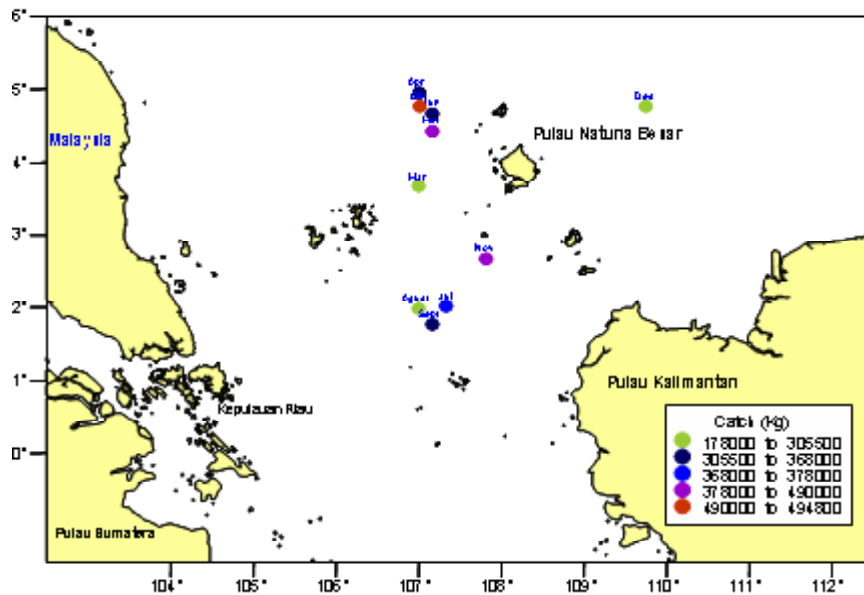 6°
5°
Malaysia
Pulau Natuna Besar
4°
Mar
3°
Nov
2°
Jul
Sept
1°
Pulau Kalimantan
Kepulauan Riau
Catch (Kg)
178000 to 305500
305500 to 368000
368000 to 378000
378000 to 490000
490000 to 494800
0°
Pulau Sumatera
104° 105° 106° 107° 108° 109° 110° 111° 112°